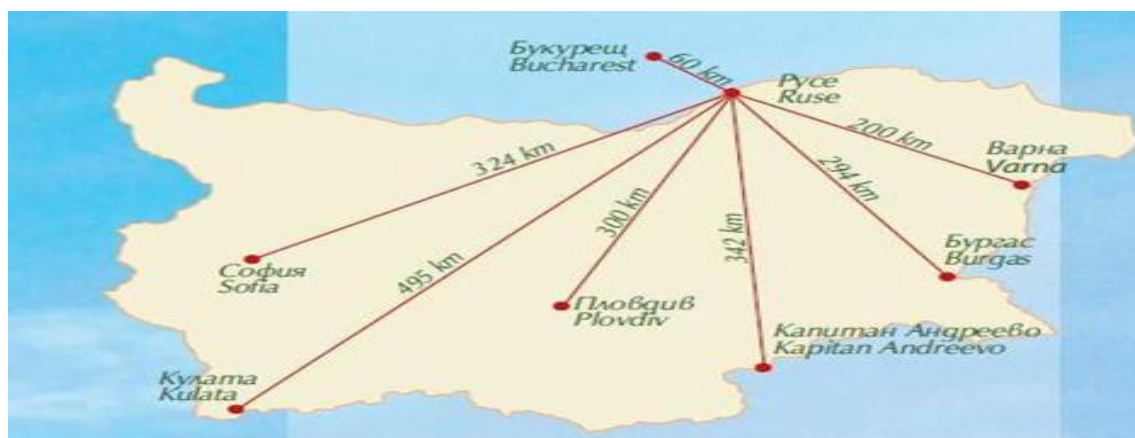 Букурещ
Bucharest
60 km
Русе
Ruse
200 km
Варна
Varna
324 km
294 km
300 km
342 km
495 km
София
Sofia
Бургас
Burgas
Пловдив
Plovdiv
Капитан Андреево
Kapitan Andreevo
Кулата
Kulata